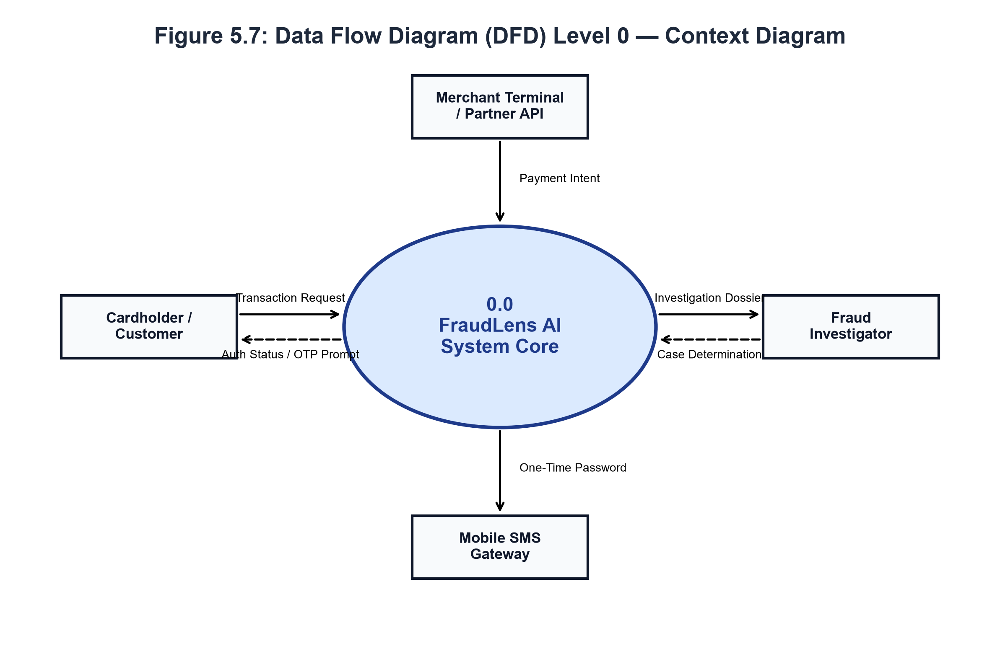 Figure 5.7: Data Flow Diagram (DFD) Level 0 — Context Diagram
Merchant Terminal
/ Partner API
Payment Intent
Transaction Request
Investigation Dossier
Cardholder /
Customer
0.0
FraudLens AI
System Core
Fraud
Investigator
Auth Status / OTP Prompt
Case Determination
One-Time Password
Mobile SMS
Gateway